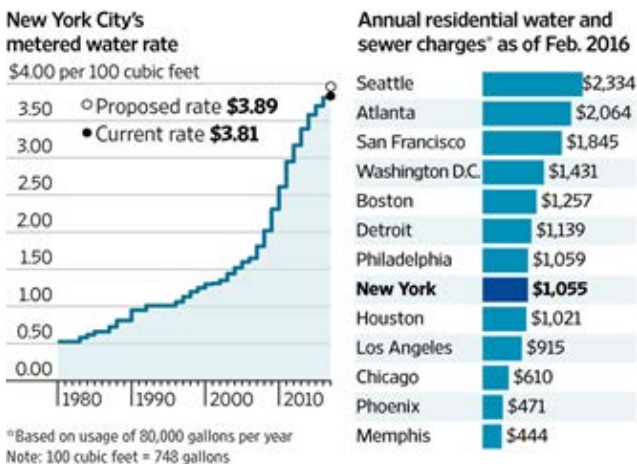 New York City's
metered water rate
$4.00 per 100 cubic feet
Proposed rate $3.89
3.50
Current rate $3.81
3.00
2.50
2.00
1.50
1.00
0.50
0.00
1980 1990 2000 2010
Annual residential water and
sewer charges* as of Feb. 2016
Seattle $2,334
Atlanta $2,064
San Francisco $1,845
Washington D.C. $1,431
Boston $1,257
Detroit $1,139
Philadelphia $1,059
New York $1,055
Houston $1,021
Los Angeles $915
Chicago $610
Phoenix $471
Memphis $444
*Based on usage of 80,000 gallons per year
Note: 100 cubic feet = 748 gallons